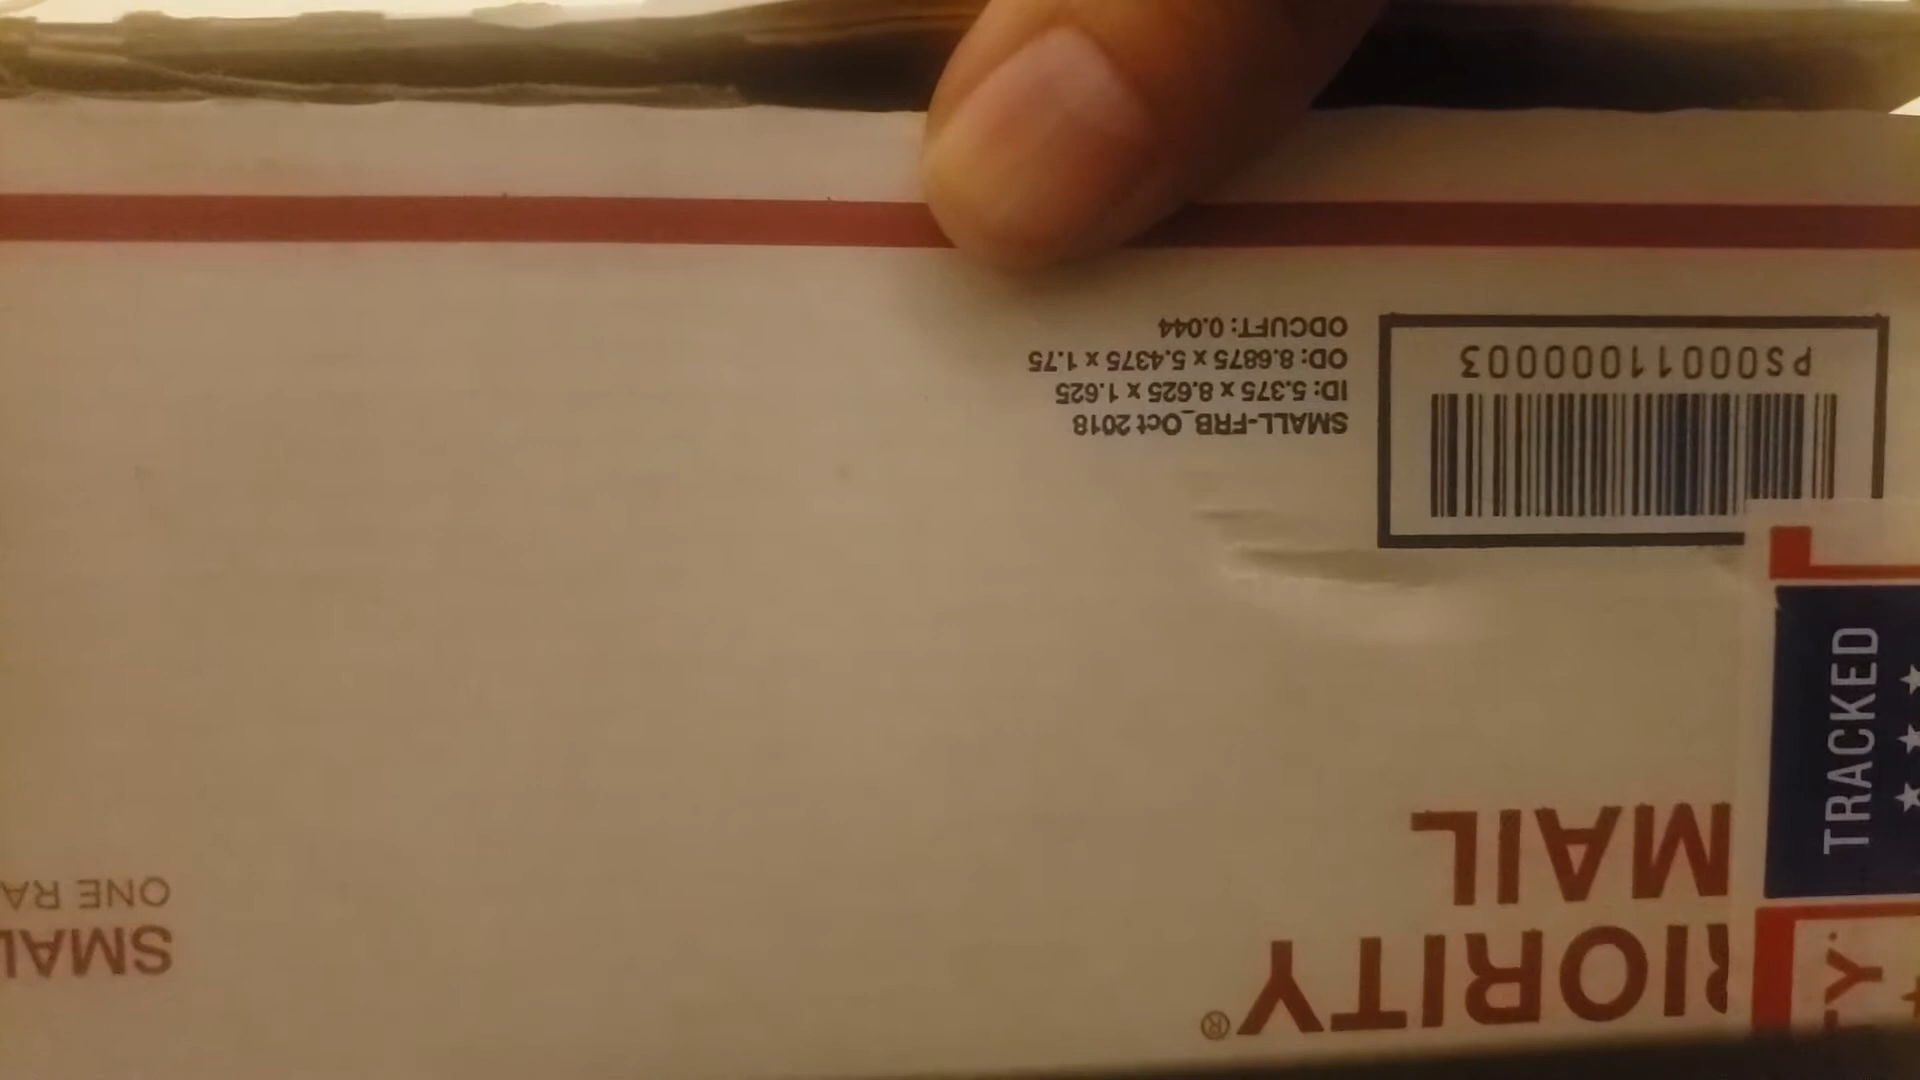 RIORITY®
MAIL
SMAL
ONE RA
TRACKED
SMALL-FRB_Oct 2018
ID: 5.375 x 8.625 x 1.625
OD: 8.6875 x 5.4375 x 1.75
ODCUFT: 0.044
PS00011000003